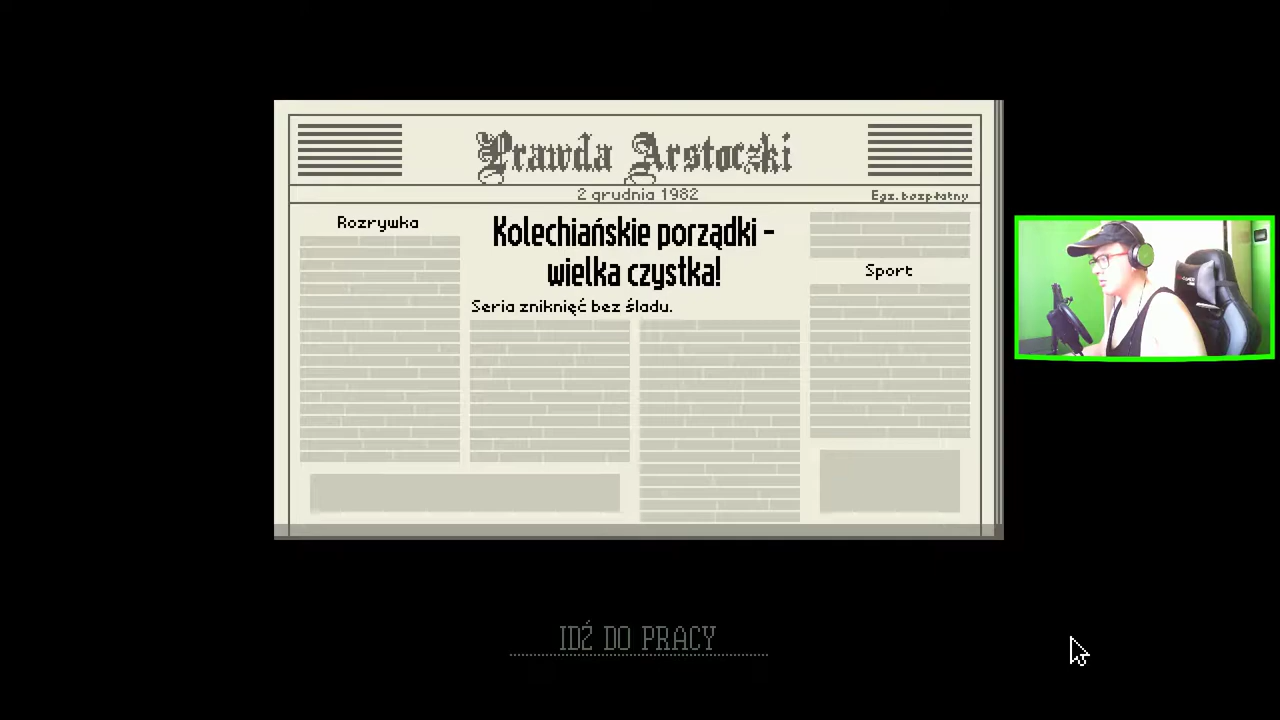 Prawda Arstoczki
2 grudnia 1982
Egz. bezpłatny
Rozrywka
Kolechiańskie porządki -
wielka czystka!
Seria zniknięć bez śladu.
Sport
IDŹ DO PRACY